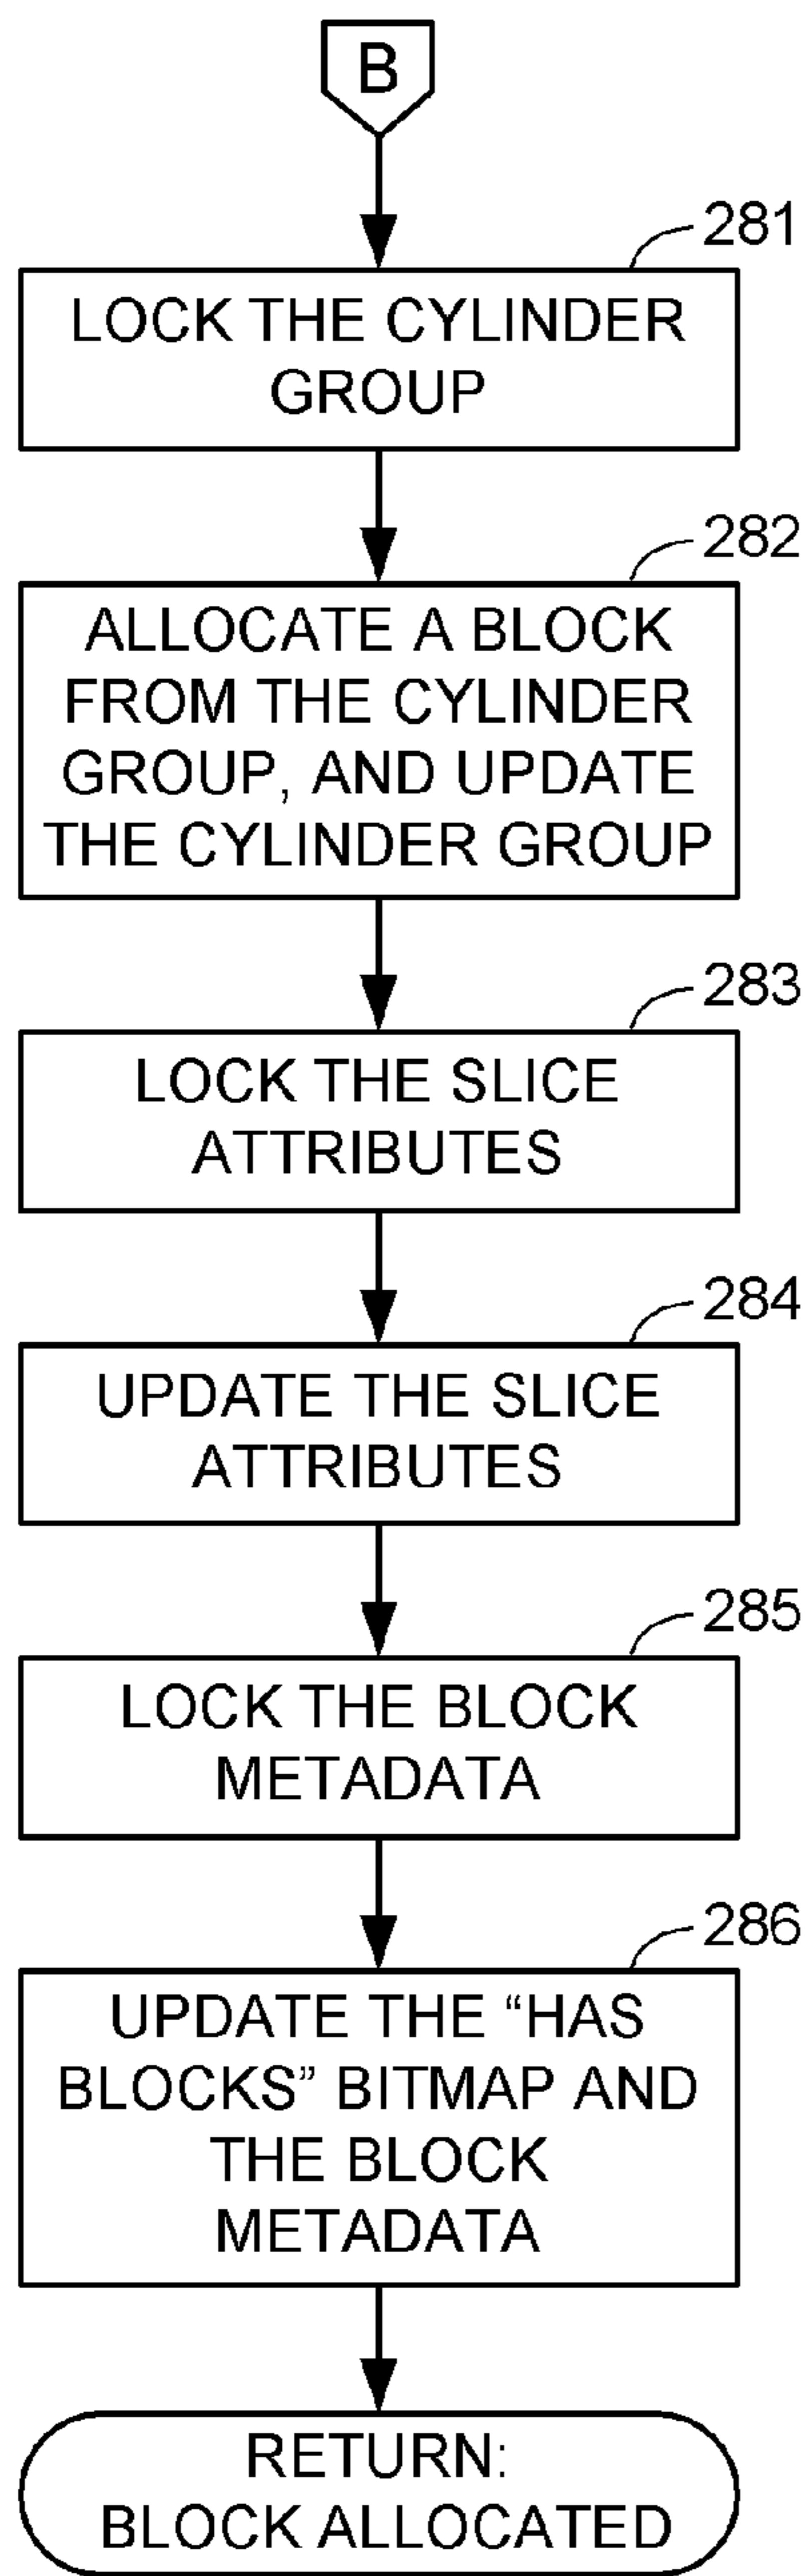 B
281
LOCK THE CYLINDER
GROUP
282
ALLOCATE A BLOCK
FROM THE CYLINDER
GROUP, AND UPDATE
THE CYLINDER GROUP
283
LOCK THE SLICE
ATTRIBUTES
284
UPDATE THE SLICE
ATTRIBUTES
285
LOCK THE BLOCK
METADATA
286
UPDATE THE “HAS
BLOCKS” BITMAP AND
THE BLOCK
METADATA
RETURN:
BLOCK ALLOCATED